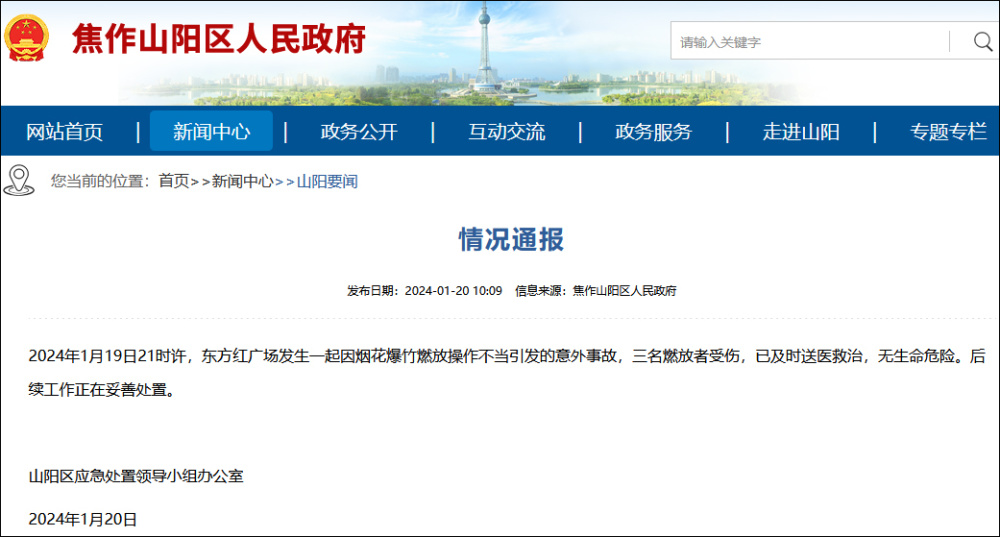 焦作山阳区人民政府
请输入关键字
网站首页 | 新闻中心 | 政务公开 | 互动交流 | 政务服务 | 走进山阳 | 专题专栏
您当前的位置：首页>>新闻中心>>山阳要闻
情况通报
发布日期：2024-01-20 10:09 信息来源：焦作山阳区人民政府
2024年1月19日21时许，东方红广场发生一起因烟花爆竹燃放操作不当引发的意外事故，三名燃放者受伤，已及时送医救治，无生命危险。后
续工作正在妥善处置。
山阳区应急处置领导小组办公室
2024年1月20日